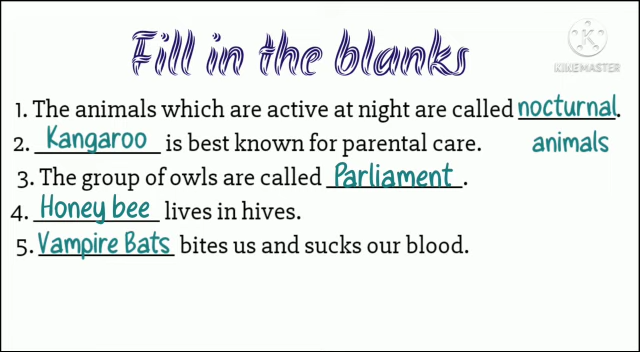 Fill in the blanks
KINEMASTER
1. The animals which are active at night are called nocturnal.
animals
2. Kangaroo is best known for parental care.
3. The group of owls are called Parliament.
4. Honey bee lives in hives.
5. Vampire Bats bites us and sucks our blood.